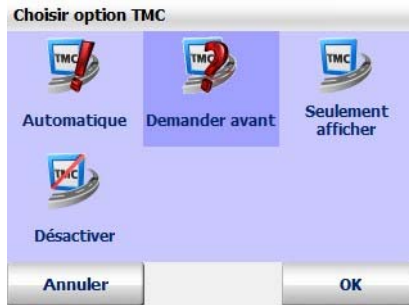 Choisir option TMC
TMC
TMC
TMC
Automatique
Demander avant
Seulement
afficher
TMC
Désactiver
Annuler
OK